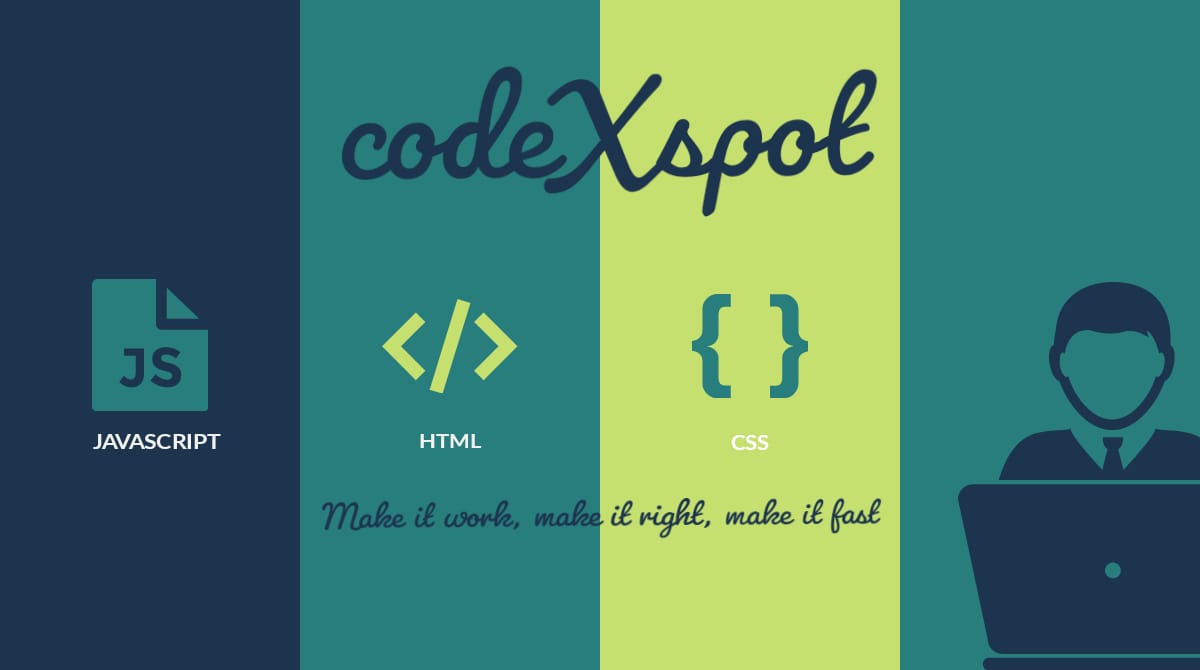 codeXspot
JS
</>
{ }
JAVASCRIPT
HTML
CSS
Make it work, make it right, make it fast